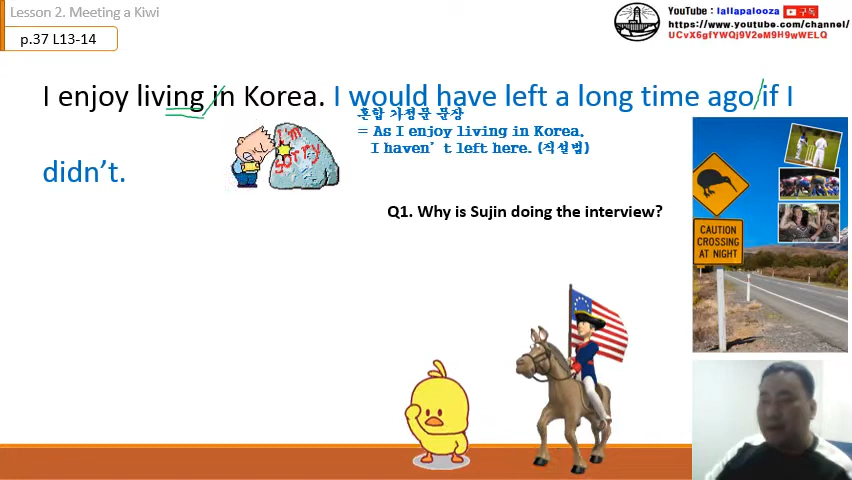 Lesson 2. Meeting a Kiwi
p.37 L13-14
YouTube : lallapalooza 구독
https://www.youtube.com/channel/
UCvX6gfYWQj9V2eM9H9wWELQ
I enjoy living in Korea. I would have left a long time ago if I
혼합 가정문 문장
= As I enjoy living in Korea,
I haven't left here. (직설법)
I'm
sorry
didn't.
Q1. Why is Sujin doing the interview?
CAUTION
CROSSING
AT NIGHT